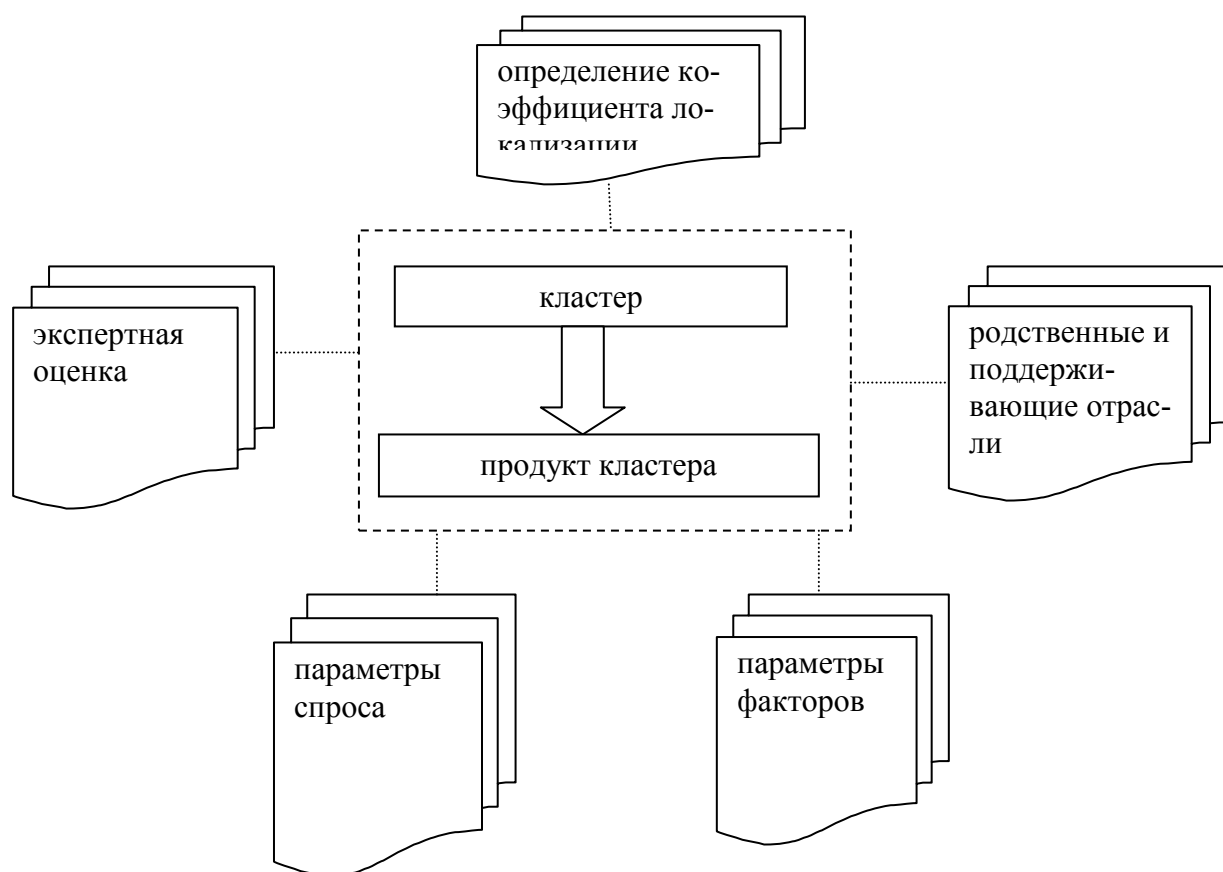 определение ко-
эффициента ло-
кализации
кластер
экспертная
оценка
родственные и
поддержи-
вающие отрас-
ли
продукт кластера
параметры
спроса
параметры
факторов